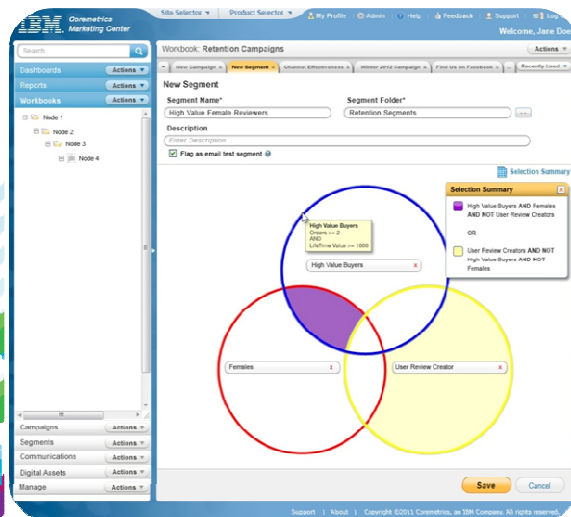 Site Selector
Product Selector
My Profile
Admin
Help
Feedback
Support
Log
IBM
Coremetrics
Marketing Center
Welcome, Jane Doe
Search
Dashboards
Actions
Reports
Actions
Workbooks
Actions
Node 1
Node 2
Node 3
Node 4
Campaigns
Actions
Segments
Actions
Communications
Actions
Digital Assets
Actions
Manage
Actions
Workbook: Retention Campaigns
Actions
New Campaign x
New Segment x
Channel Effectiveness x
Winter 2012 Campaign x
Find Us on Facebook x
Recently Used
New Segment
Segment Name*
Segment Folder*
High Value Female Reviewers
Retention Segments
Description
(Enter Description)
Flag as email test segment
Selection Summary
Selection Summary
x
High Value Buyers AND Females
AND NOT User Review Creators
OR
User Review Creators AND NOT
High Value Buyers AND NOT
Females
High Value Buyers
Orders >= 2
AND
LifeTime Value >= 1000
High Value Buyers x
Females
User Review Creator x
Save
Cancel
Support | About | Copyright ©2011 Coremetrics, an IBM Company. All rights reserved.